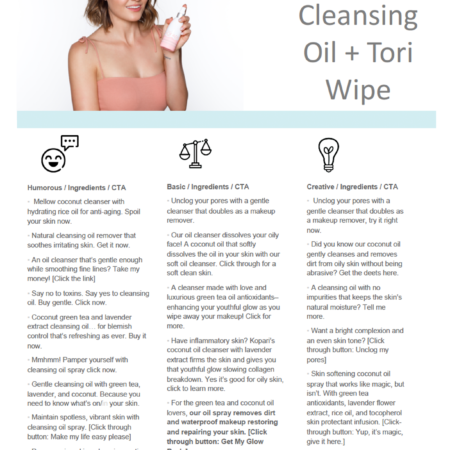 Cleansing
Oil + Tori
Wipe
Humorous / Ingredients / CTA
· Mellow coconut cleanser with
hydrating rice oil for anti-aging. Spoil
your skin now.
· Natural cleansing oil remover that
soothes irritating skin. Get it now.
· An oil cleanser that's gentle enough
while smoothing fine lines? Take my
money! [Click the link]
· Say no to toxins. Say yes to cleansing
oil. Buy gentle. Click now.
· Coconut green tea and lavender
extract cleansing oil… for blemish
control that's refreshing as ever. Buy it
now.
· Mmhmm! Pamper yourself with
cleansing oil spray click now.
· Gentle cleansing oil with green tea,
lavender, and coconut. Because you
need to know what's on/in your skin.
· Maintain spotless, vibrant skin with
cleansing oil spray. [Click through
button: Make my life easy please]
Basic / Ingredients / CTA
· Unclog your pores with a gentle
cleanser that doubles as a makeup
remover.
· Our oil cleanser dissolves your oily
face! A coconut oil that softly
dissolves the oil in your skin with our
soft oil cleanser. Click through for a
soft clean skin.
· A cleanser made with love and
luxurious green tea oil antioxidants–
enhancing your youthful glow as you
wipe away your makeup! Click for
more.
· Have inflammatory skin? Kopari's
coconut oil cleanser with lavender
extract firms the skin and gives you
that youthful glow slowing collagen
breakdown. Yes it's good for oily skin,
click to learn more.
· For the green tea and coconut oil
lovers, our oil spray removes dirt
and waterproof makeup restoring
and repairing your skin. [Click
through button: Get My Glow
Creative / Ingredients / CTA
· Unclog your pores with a
gentle cleanser that doubles as
a makeup remover, try it right
now.
· Did you know our coconut oil
gently cleanses and removes
dirt from oily skin without being
abrasive? Get the deets here.
· A cleansing oil with no
impurities that keeps the skin's
natural moisture? Tell me
more.
· Want a bright complexion and
an even skin tone? [Click
through button: Unclog my
pores]
· Skin softening coconut oil
spray that works like magic, but
isn't. With green tea
antioxidants, lavender flower
extract, rice oil, and tocopherol
skin protectant infusion. [Click-
through button: Yup, it's magic,
give it here.]